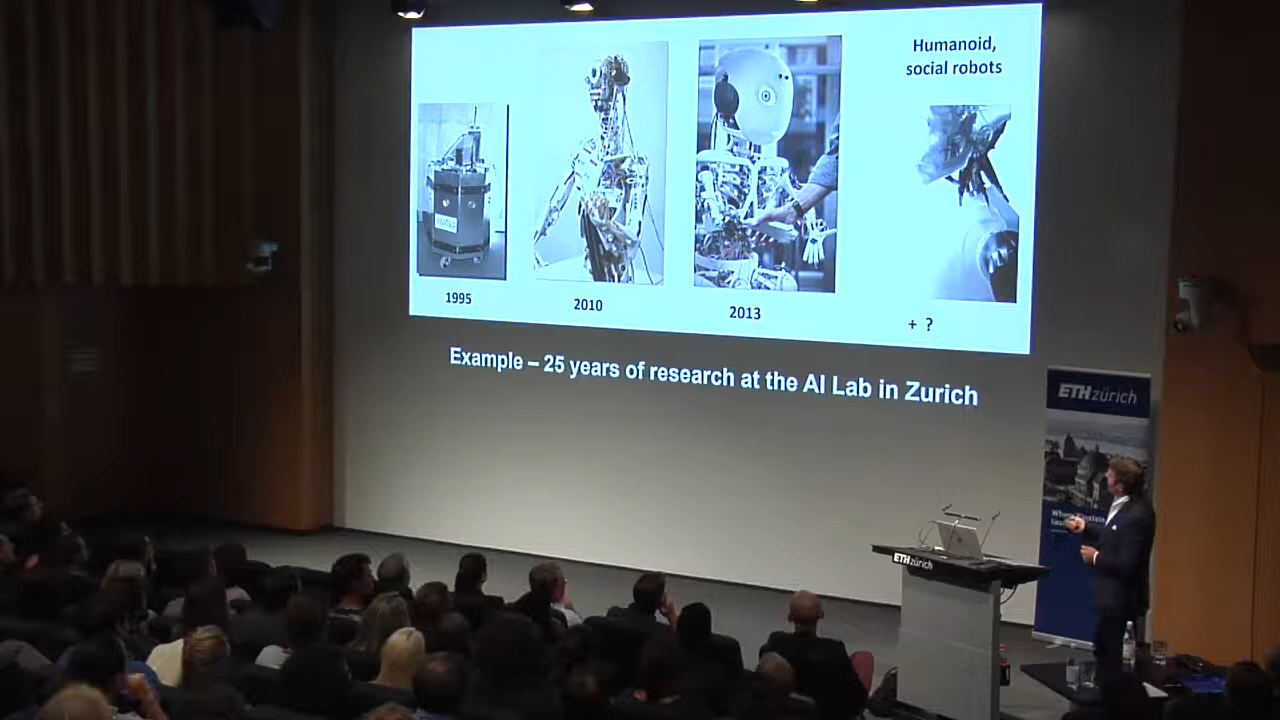 Humanoid,
social robots
1995
2010
2013
+ ?
Example – 25 years of research at the AI Lab in Zurich
ETHzürich
ETHzürich